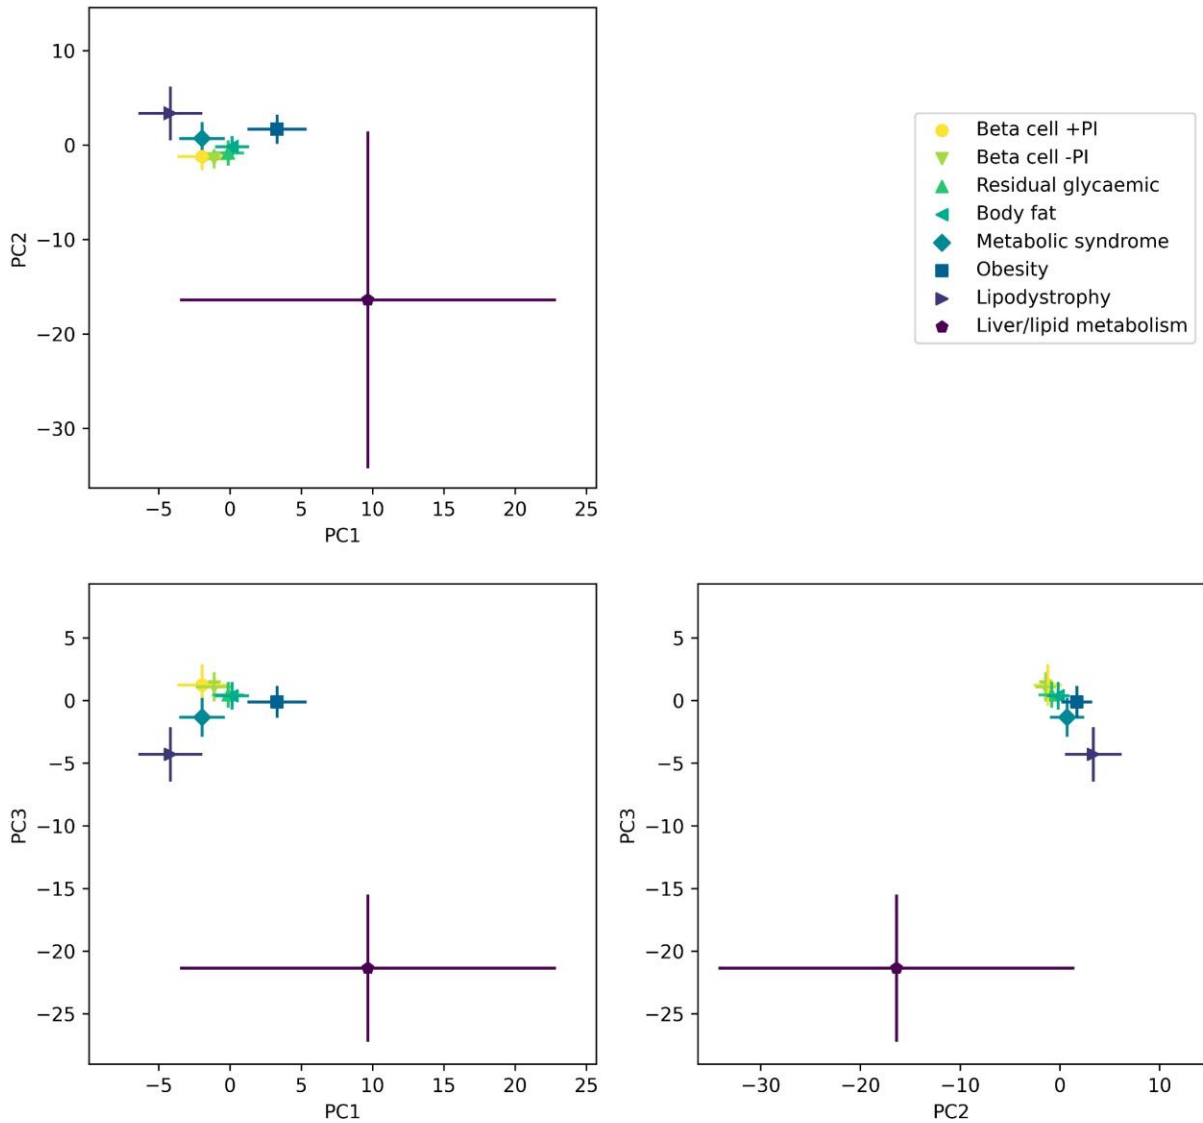 10
0
−10
−20
−30
PC2
−5 0 5 10 15 20 25
PC1
Beta cell +PI
Beta cell -PI
Residual glycaemic
Body fat
Metabolic syndrome
Obesity
Lipodystrophy
Liver/lipid metabolism
5
0
−5
−10
−15
−20
−25
PC3
−5 0 5 10 15 20 25
PC1
5
0
−5
−10
−15
−20
−25
PC3
−30 −20 −10 0 10
PC2